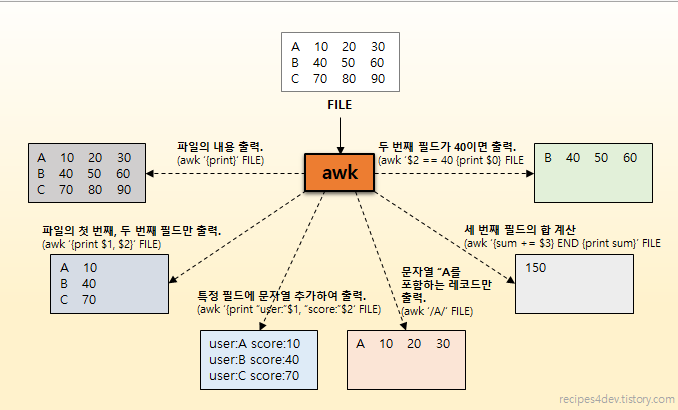 A 10 20 30
B 40 50 60
C 70 80 90
FILE
파일의 내용 출력.
(awk '{print}' FILE)
두 번째 필드가 40이면 출력.
(awk '$2 == 40 {print $0} FILE
A 10 20 30
B 40 50 60
C 70 80 90
awk
B 40 50 60
파일의 첫 번째, 두 번째 필드만 출력.
(awk '{print $1, $2}' FILE)
A 10
B 40
C 70
세 번째 필드의 합 계산
(awk '{sum += $3} END {print sum}' FILE
150
특정 필드에 문자열 추가하여 출력.
(awk '{print "user:"$1, "score:"$2' FILE)
user:A score:10
user:B score:40
user:C score:70
문자열 "A를
포함하는 레코드만
출력.
(awk '/A/' FILE)
A 10 20 30
recipes4dev.tistory.com